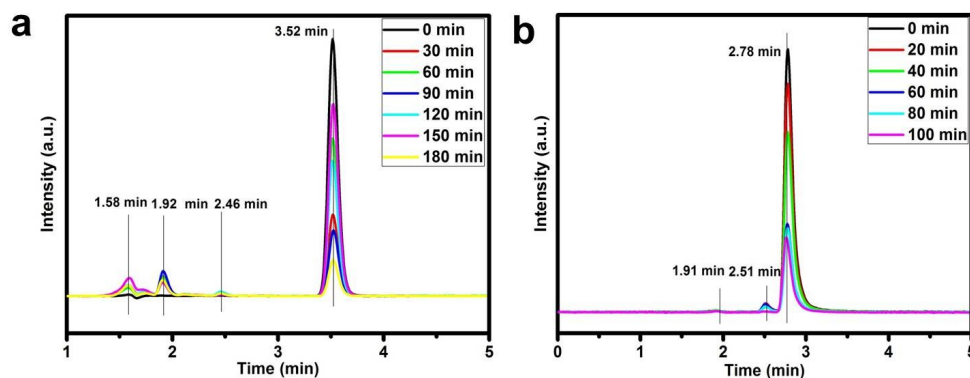 a
3.52 min
0 min
30 min
60 min
90 min
120 min
150 min
180 min
1.58 min 1.92 min 2.46 min
Intensity (a.u.)
1 2 3 4 5
Time (min)
b
2.78 min
0 min
20 min
40 min
60 min
80 min
100 min
1.91 min 2.51 min
Intensity (a.u.)
0 1 2 3 4 5
Time (min)